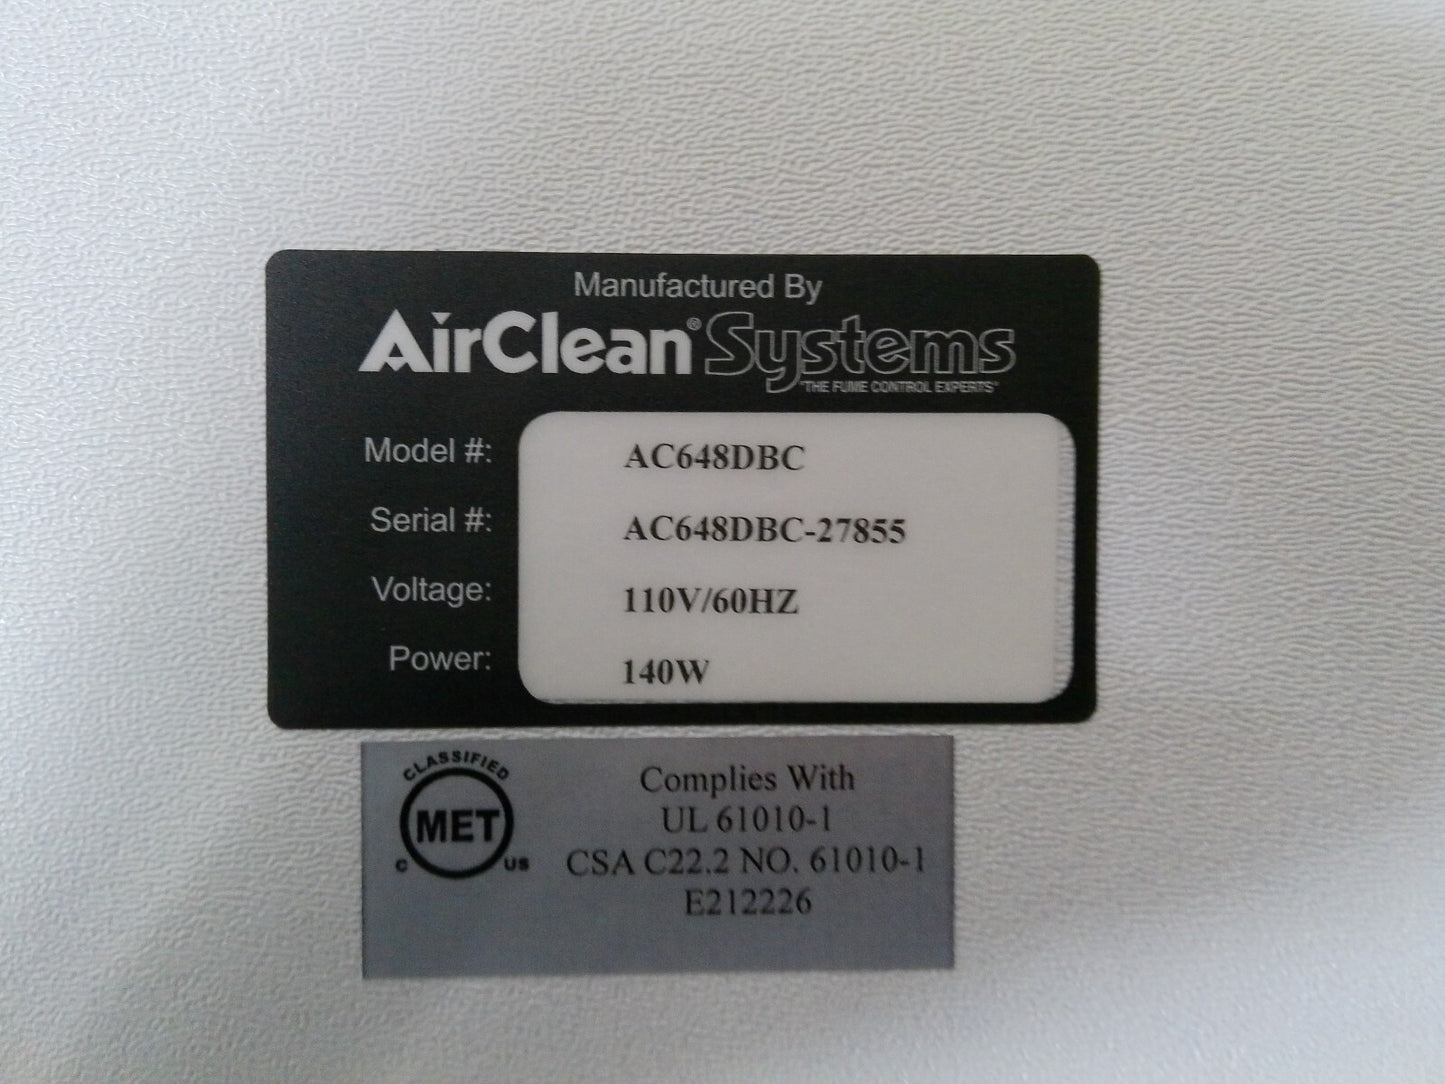 Manufactured By
AirClean® Systems
"THE FUME CONTROL EXPERTS"
Model #: AC648DBC
Serial #: AC648DBC-27855
Voltage: 110V/60HZ
Power: 140W
CLASSIFIED
MET
C US
Complies With
UL 61010-1
CSA C22.2 NO. 61010-1
E212226